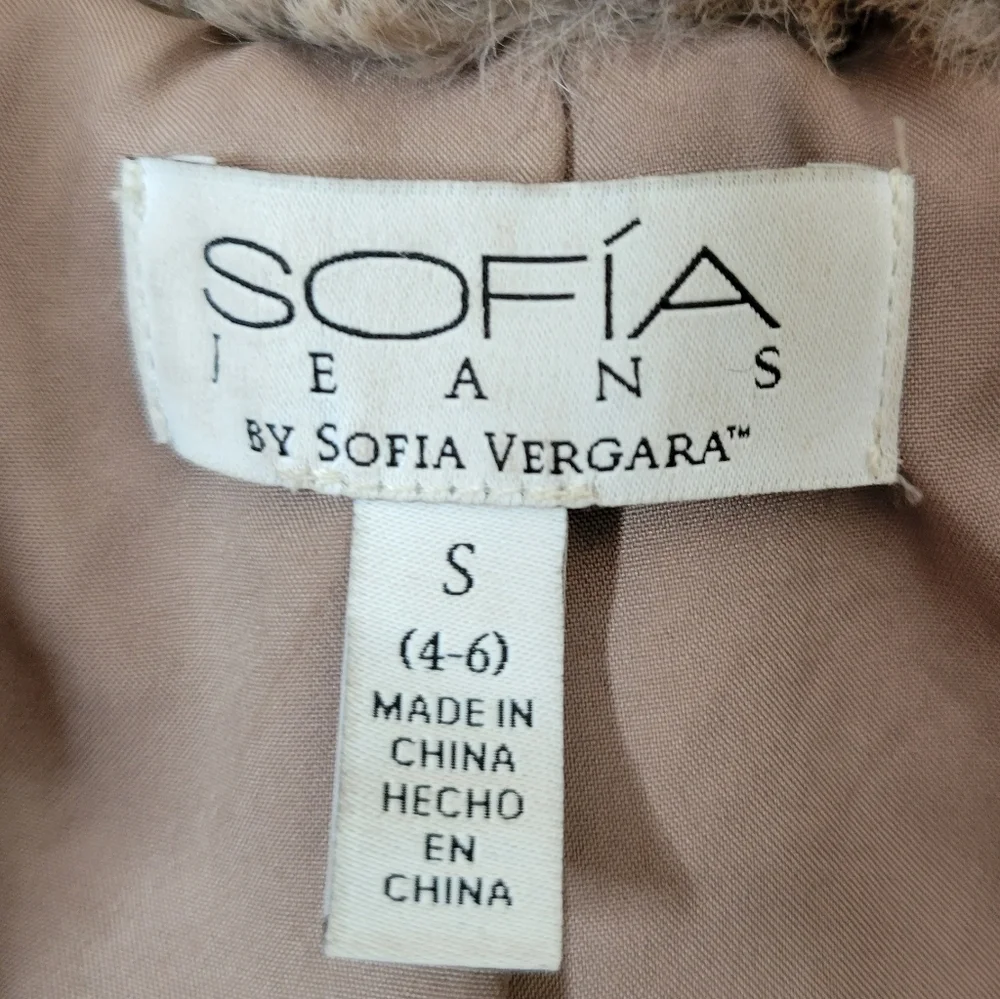 SOFÍA
JEANS
BY SOFIA VERGARA™
S
(4-6)
MADE IN
CHINA
HECHO
EN
CHINA